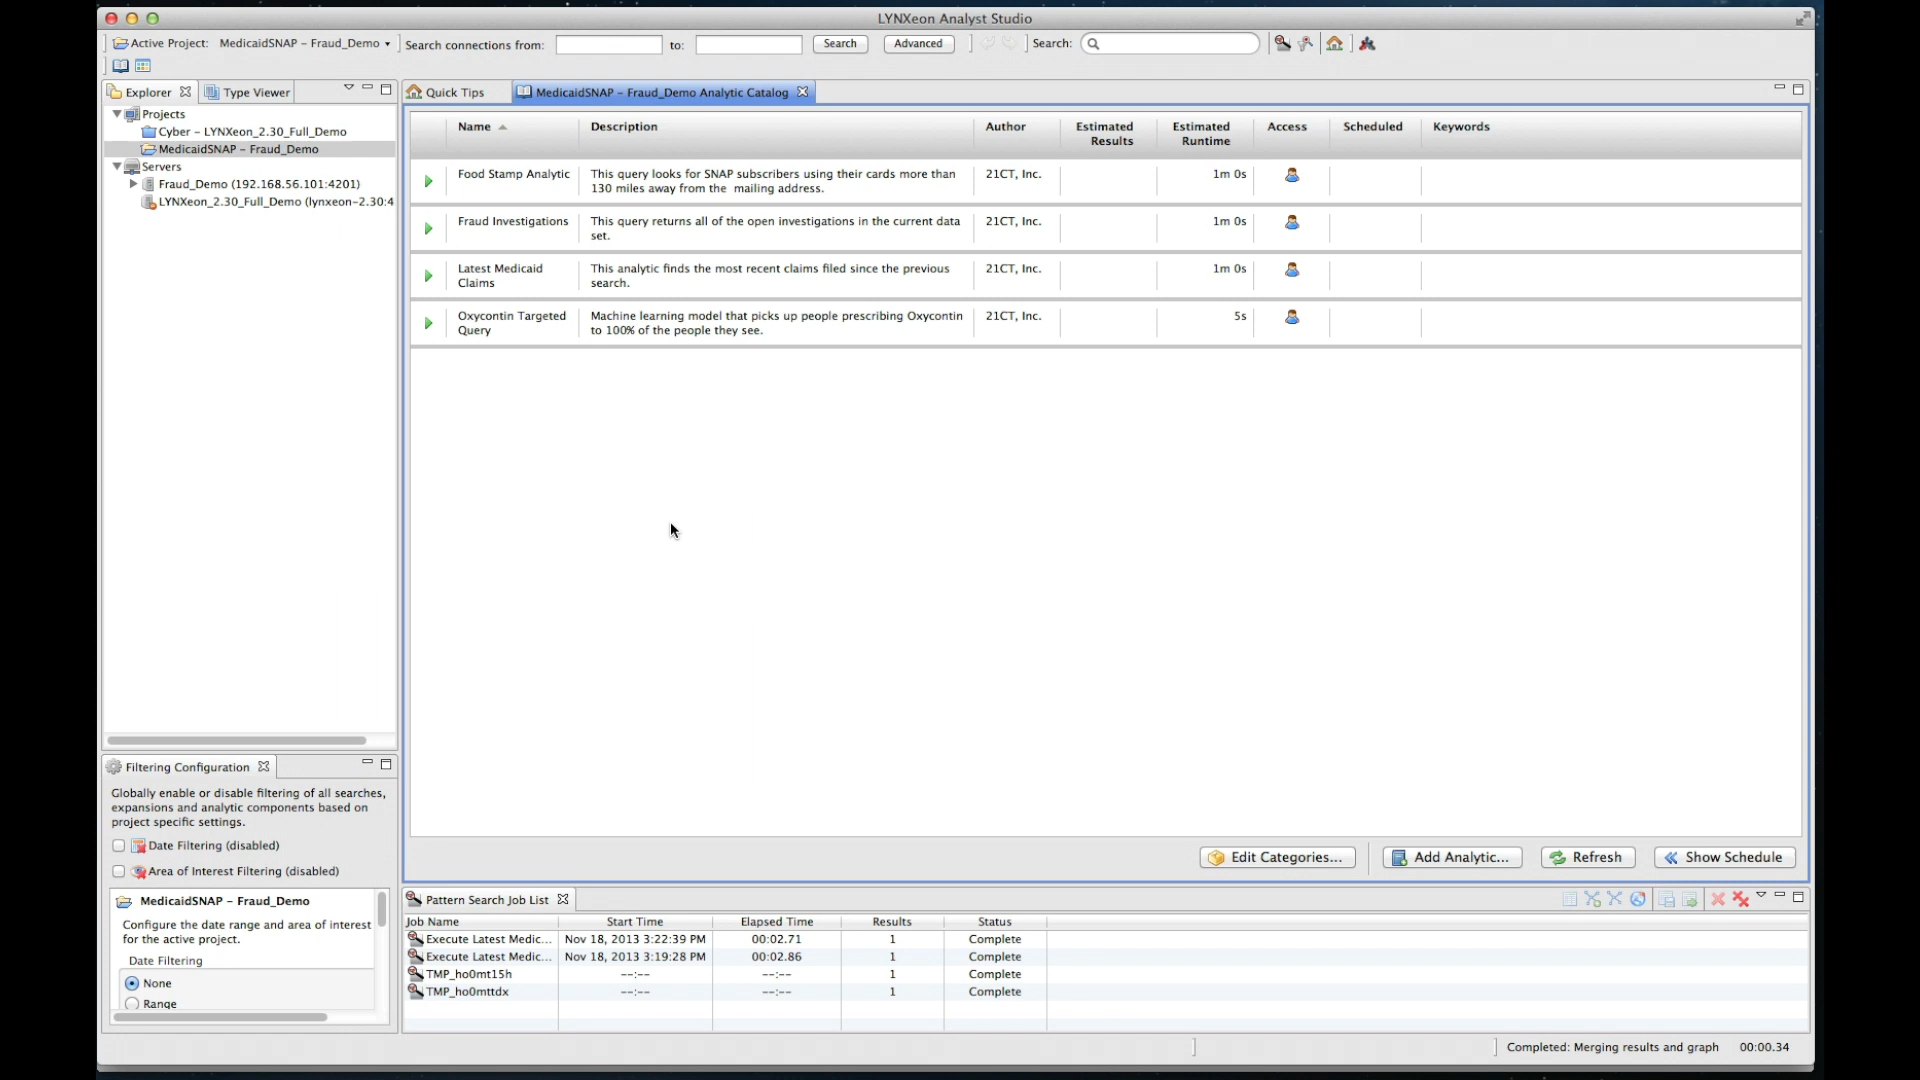 LYNXeon Analyst Studio
Active Project: MedicaidSNAP – Fraud_Demo
Search connections from:
to:
Search
Advanced
Search:
Explorer
Type Viewer
Projects
Cyber – LYNXeon_2.30_Full_Demo
MedicaidSNAP – Fraud_Demo
Servers
Fraud_Demo (192.168.56.101:4201)
LYNXeon_2.30_Full_Demo (lynxeon-2.30:4
Quick Tips
MedicaidSNAP – Fraud_Demo Analytic Catalog
Name
Description
Author
Estimated
Results
Estimated
Runtime
Access
Scheduled
Keywords
Food Stamp Analytic
This query looks for SNAP subscribers using their cards more than
130 miles away from the mailing address.
21CT, Inc.
1m 0s
Fraud Investigations
This query returns all of the open investigations in the current data
set.
21CT, Inc.
1m 0s
Latest Medicaid
Claims
This analytic finds the most recent claims filed since the previous
search.
21CT, Inc.
1m 0s
Oxycontin Targeted
Query
Machine learning model that picks up people prescribing Oxycontin
to 100% of the people they see.
21CT, Inc.
5s
Edit Categories...
Add Analytic...
Refresh
Show Schedule
Filtering Configuration
Globally enable or disable filtering of all searches,
expansions and analytic components based on
project specific settings.
Date Filtering (disabled)
Area of Interest Filtering (disabled)
MedicaidSNAP – Fraud_Demo
Configure the date range and area of interest
for the active project.
Date Filtering
None
Range
Pattern Search Job List
Job Name Start Time Elapsed Time Results Status
Execute Latest Medic... Nov 18, 2013 3:22:39 PM 00:02.71 1 Complete
Execute Latest Medic... Nov 18, 2013 3:19:28 PM 00:02.86 1 Complete
TMP_ho0mt15h --:-- --:-- 1 Complete
TMP_ho0mttdx --:-- --:-- 1 Complete
Completed: Merging results and graph 00:00.34